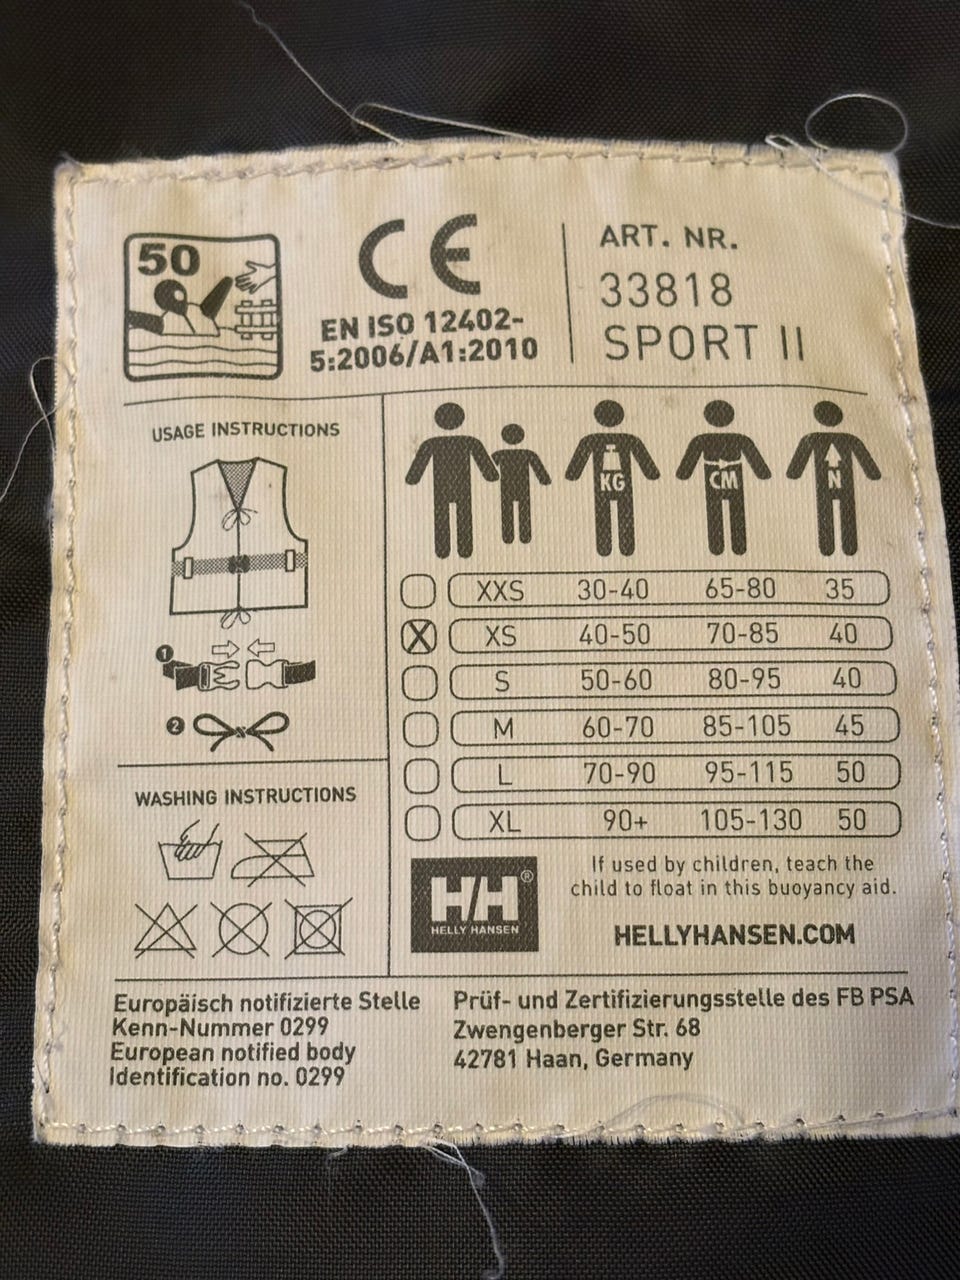 50
CE
EN ISO 12402-
5:2006/A1:2010
ART. NR.
33818
SPORT II
USAGE INSTRUCTIONS
1
2
WASHING INSTRUCTIONS
KG CM N
XXS 30-40 65-80 35
X XS 40-50 70-85 40
S 50-60 80-95 40
M 60-70 85-105 45
L 70-90 95-115 50
XL 90+ 105-130 50
H/H®
HELLY HANSEN
If used by children, teach the
child to float in this buoyancy aid.
HELLYHANSEN.COM
Europäisch notifizierte Stelle
Kenn-Nummer 0299
European notified body
Identification no. 0299
Prüf- und Zertifizierungsstelle des FB PSA
Zwengenberger Str. 68
42781 Haan, Germany